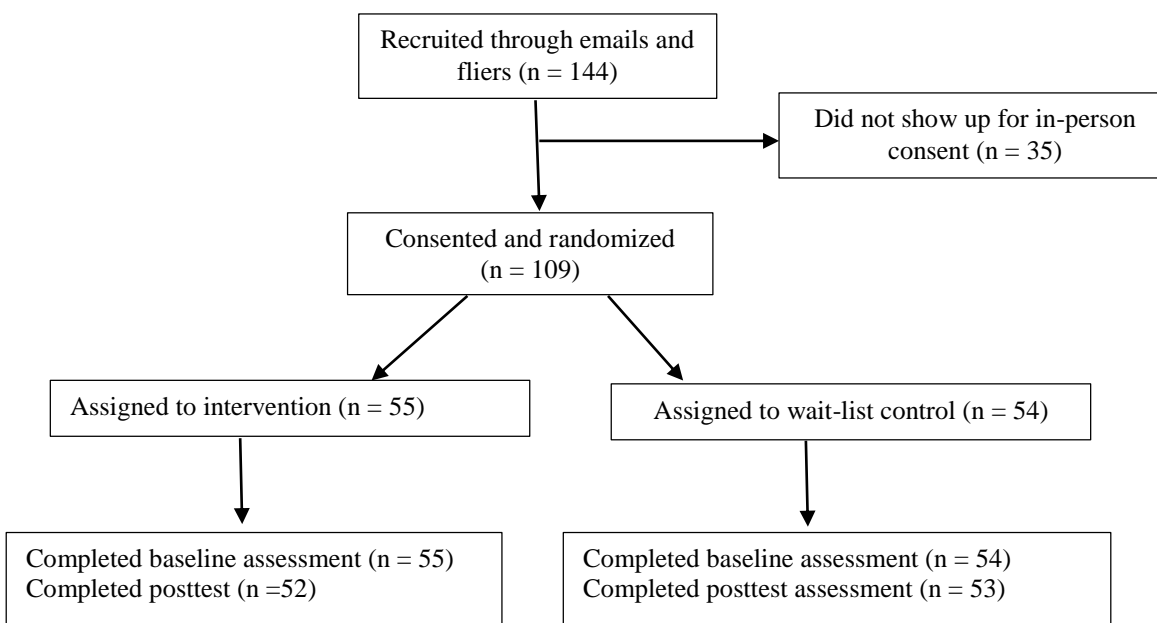 Recruited through emails and
fliers (n = 144)
Did not show up for in-person
consent (n = 35)
Consented and randomized
(n = 109)
Assigned to intervention (n = 55)
Assigned to wait-list control (n = 54)
Completed baseline assessment (n = 55)
Completed posttest (n =52)
Completed baseline assessment (n = 54)
Completed posttest assessment (n = 53)